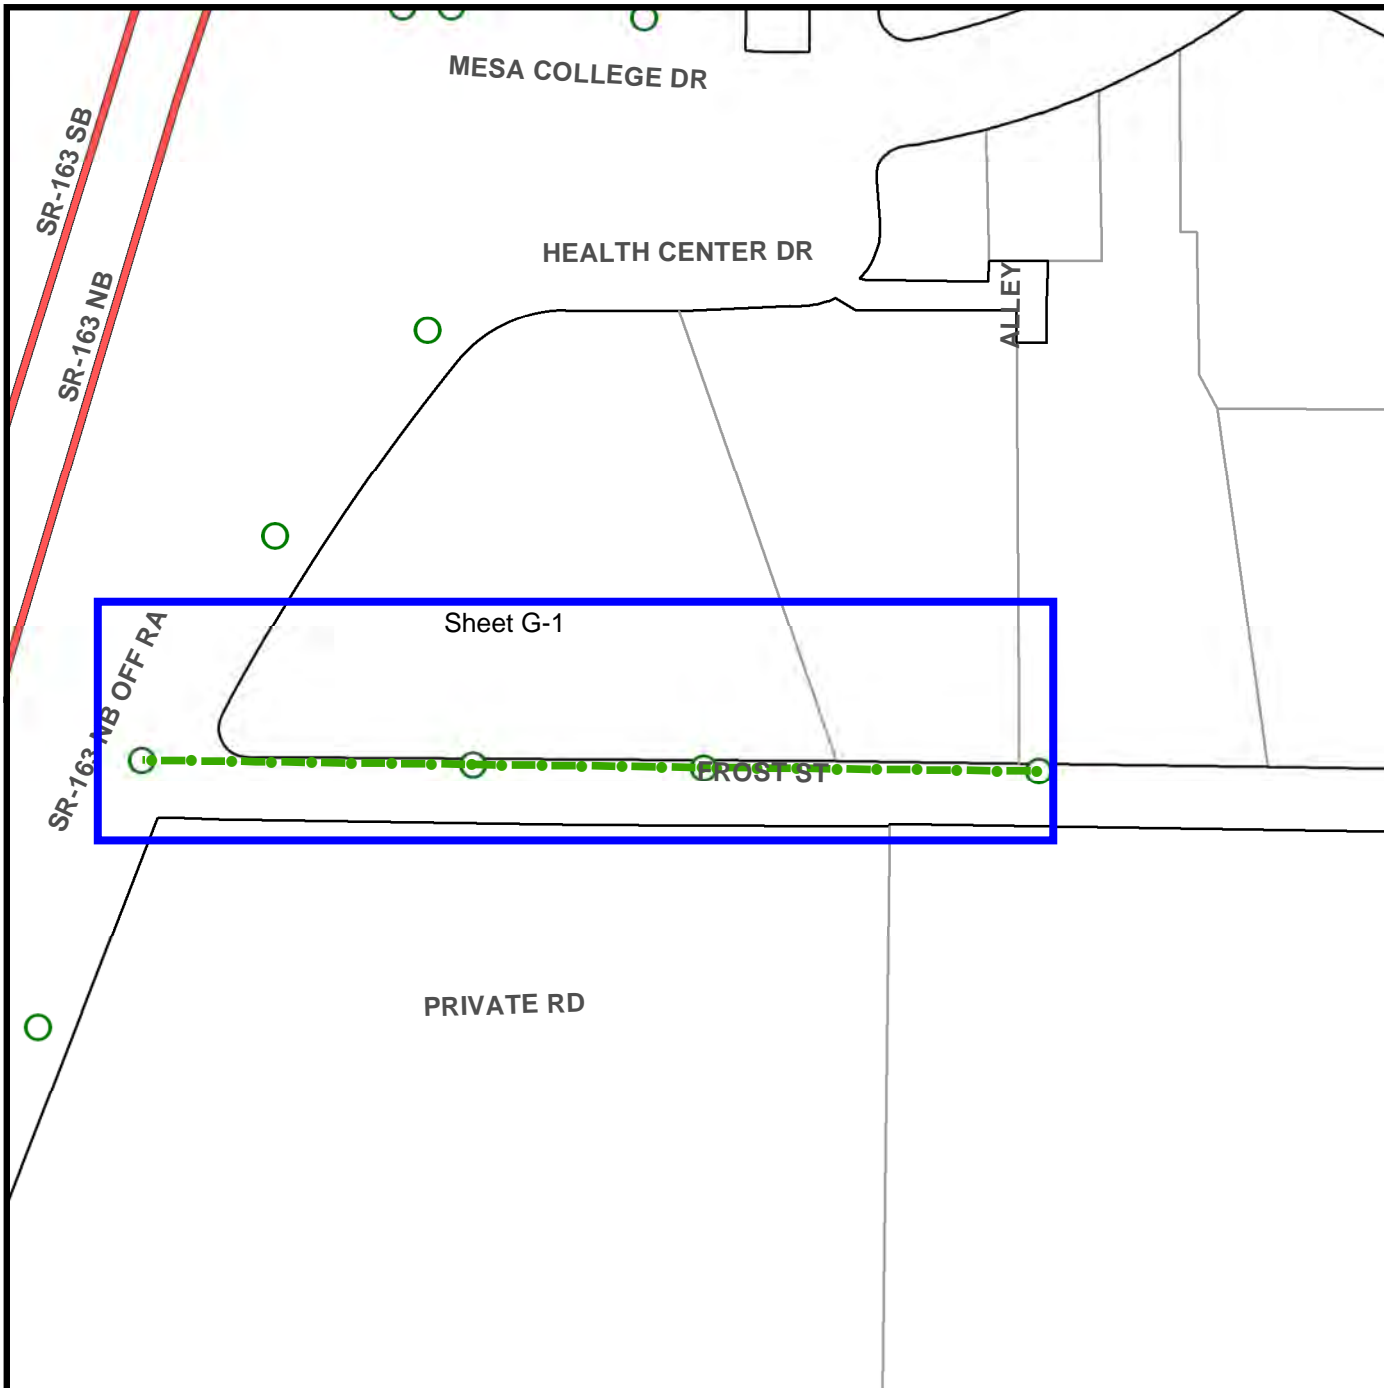 MESA COLLEGE DR
SR-163 SB
HEALTH CENTER DR
SR-163 NB
ALLEY
Sheet G-1
SR-163 NB OFF RA
FROST ST
PRIVATE RD